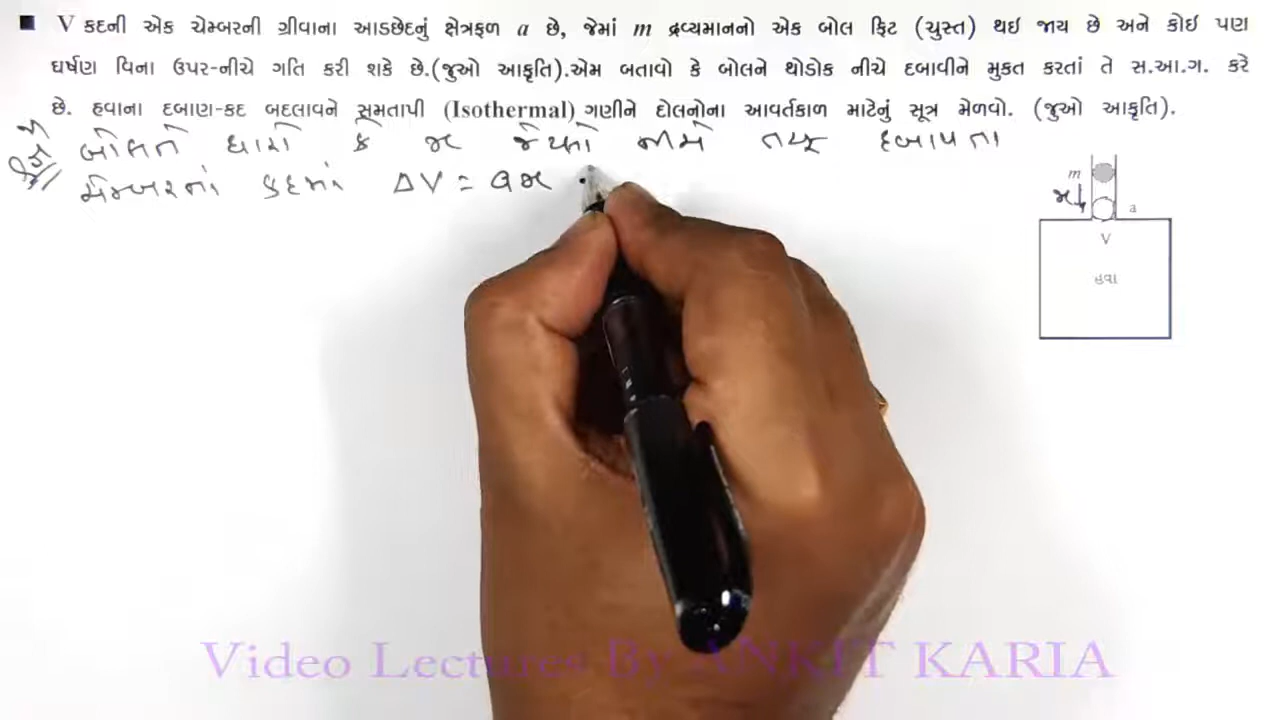 ■ V કદની એક ચેમ્બરની ગ્રીવાના આડછેદનું ક્ષેત્રફળ a છે, જેમાં m દ્રવ્યમાનનો એક બોલ ફિટ (ચુસ્ત) થઇ જાય છે અને કોઈ પણ
ઘર્ષણ વિના ઉપર-નીચે ગતિ કરી શકે છે.(જુઓ આકૃતિ).એમ બતાવો કે બોલને થોડોક નીચે દબાવીને મુક્ત કરતાં તે સ.આ.ગ. કરે
છે. હવાના દબાણ-કદ બદલાવને સમતાપી (Isothermal) ગણીને દોલનોના આવર્તકાળ માટેનું સૂત્ર મેળવો. (જુઓ આકૃતિ).
બોલને ધારો કે x જેટલો નીચે તરફ દબાવતા
ચેમ્બરનાં કદમાં ΔV = ax
m
x
a
V
હવા
Video Lectures By ANKIT KARIA